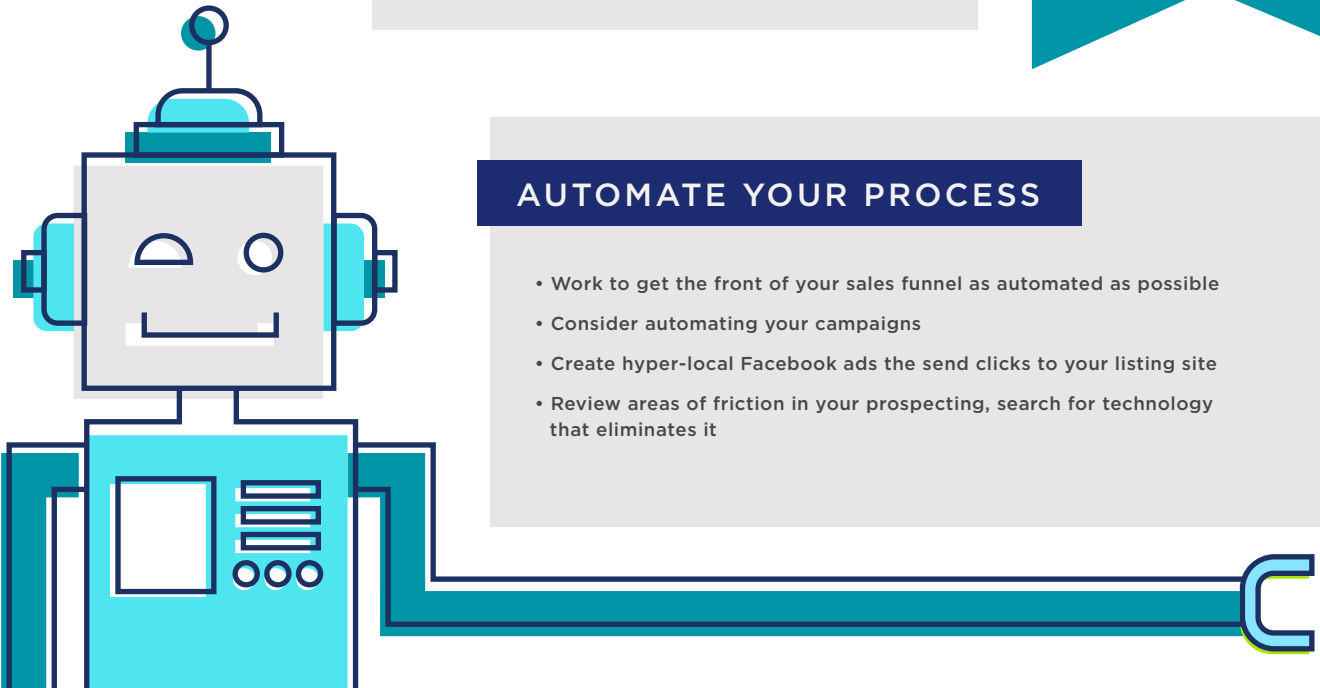 AUTOMATE YOUR PROCESS
• Work to get the front of your sales funnel as automated as possible
• Consider automating your campaigns
• Create hyper-local Facebook ads the send clicks to your listing site
• Review areas of friction in your prospecting, search for technology
that eliminates it